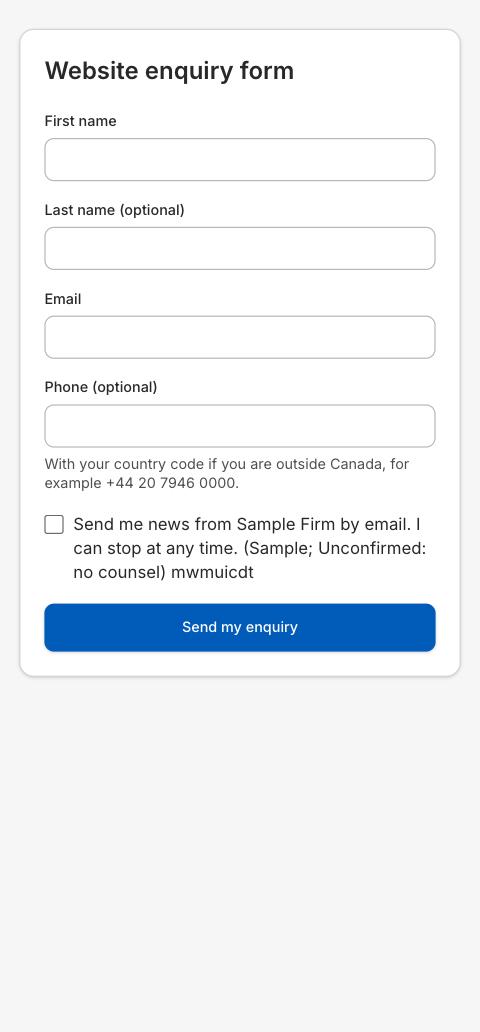 Website enquiry form
First name
Last name (optional)
Email
Phone (optional)
With your country code if you are outside Canada, for
example +44 20 7946 0000.
Send me news from Sample Firm by email. I
can stop at any time. (Sample; Unconfirmed:
no counsel) mwmuicdt
Send my enquiry